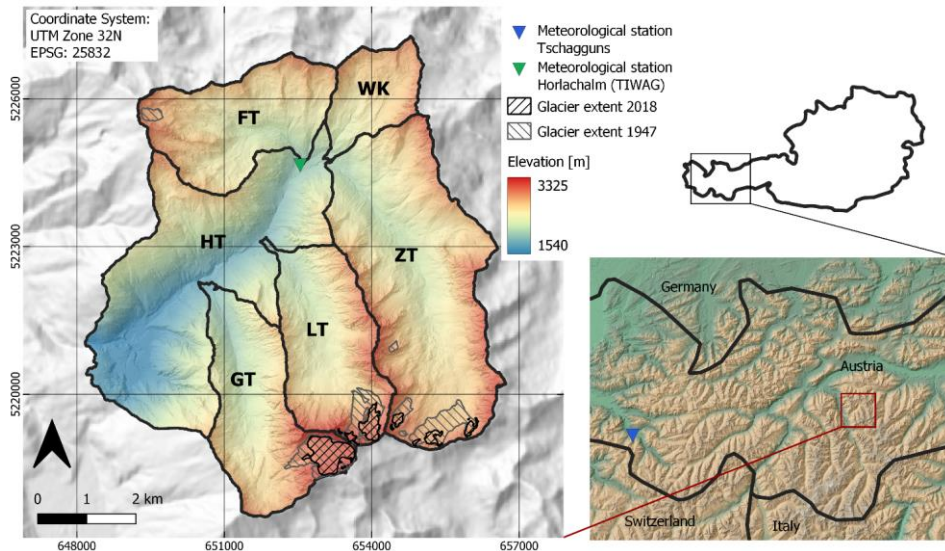 Coordinate System:
UTM Zone 32N
EPSG: 25832
5226000
5223000
5220000
FT
WK
HT
ZT
LT
GT
0 1 2 km
648000 651000 654000 657000
Meteorological station
Tschagguns
Meteorological station
Horlachalm (TIWAG)
Glacier extent 2018
Glacier extent 1947
Elevation [m]
3325
1540
Germany
Austria
Switzerland
Italy